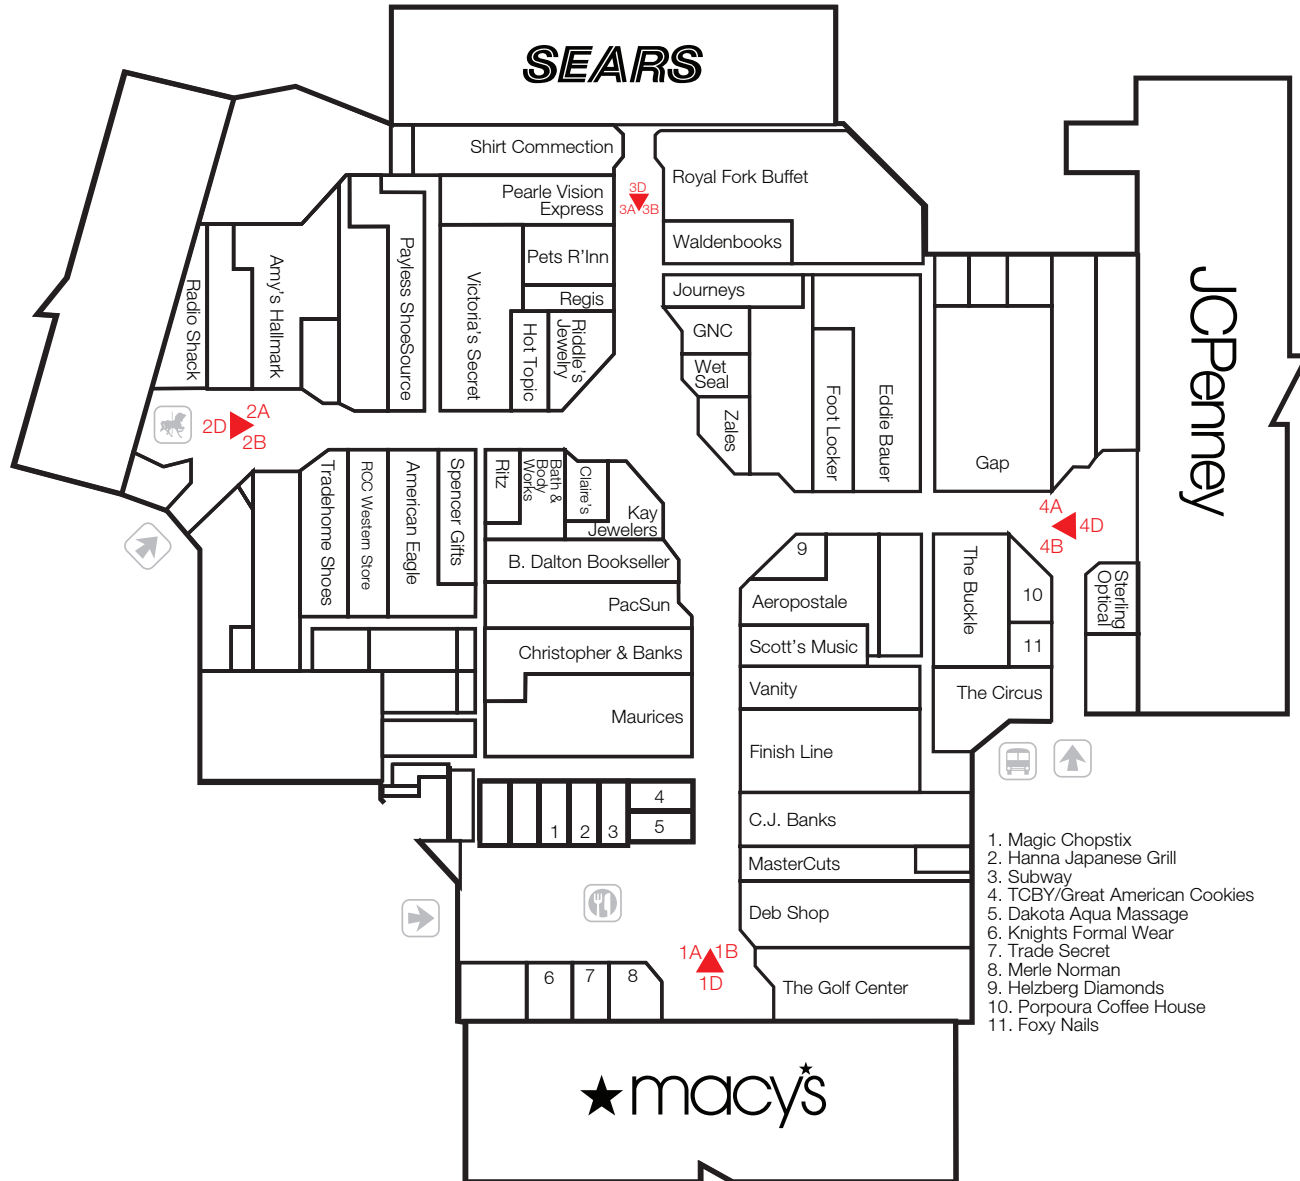 SEARS
Shirt Commection
Pearle Vision
Express
3D
3A
3B
Royal Fork Buffet
Waldenbooks
Pets R'Inn
Regis
Riddle's
Jewelry
Hot Topic
Victoria's Secret
Payless ShoeSource
Amy's Hallmark
Radio Shack
Journeys
GNC
Wet
Seal
Zales
Foot Locker
Eddie Bauer
Gap
JCPenney
2A
2D
2B
4A
4D
4B
Tradehome Shoes
RCC Western Store
American Eagle
Spencer Gifts
Ritz
Bath &
Body
Works
Claire's
Kay
Jewelers
B. Dalton Bookseller
PacSun
Christopher & Banks
Maurices
9
Aeropostale
Scott's Music
Vanity
Finish Line
C.J. Banks
MasterCuts
Deb Shop
The Golf Center
The Buckle
10
11
The Circus
Sterling
Optical
1
2
3
4
5
6
7
8
1A
1B
1D
1. Magic Chopstix
2. Hanna Japanese Grill
3. Subway
4. TCBY/Great American Cookies
5. Dakota Aqua Massage
6. Knights Formal Wear
7. Trade Secret
8. Merle Norman
9. Helzberg Diamonds
10. Porpoura Coffee House
11. Foxy Nails
macy's